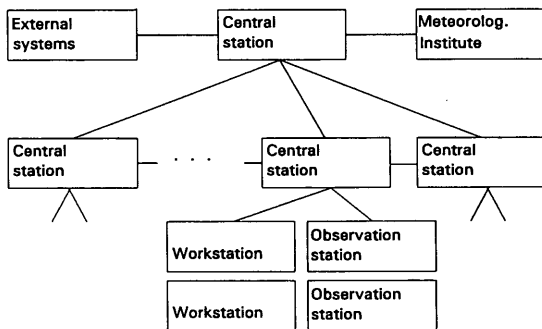 External
systems
Central
station
Meteorolog.
Institute
Central
station
. . .
Central
station
Central
station
Workstation
Observation
station
Workstation
Observation
station